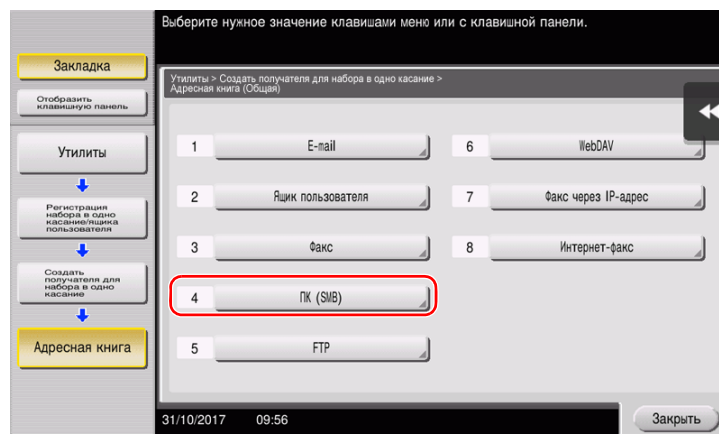 Выберите нужное значение клавишами меню или с клавишной панели.
Закладка
Отобразить
клавишную панель
Утилиты
Регистрация
набора в одно
касание/ящика
пользователя
Создать
получателя для
набора в одно
касание
Адресная книга
Утилиты > Создать получателя для набора в одно касание >
Адресная книга (Общая)
1 E-mail
2 Ящик пользователя
3 Факс
4 ПК (SMB)
5 FTP
6 WebDAV
7 Факс через IP-адрес
8 Интернет-факс
31/10/2017 09:56
Закрыть